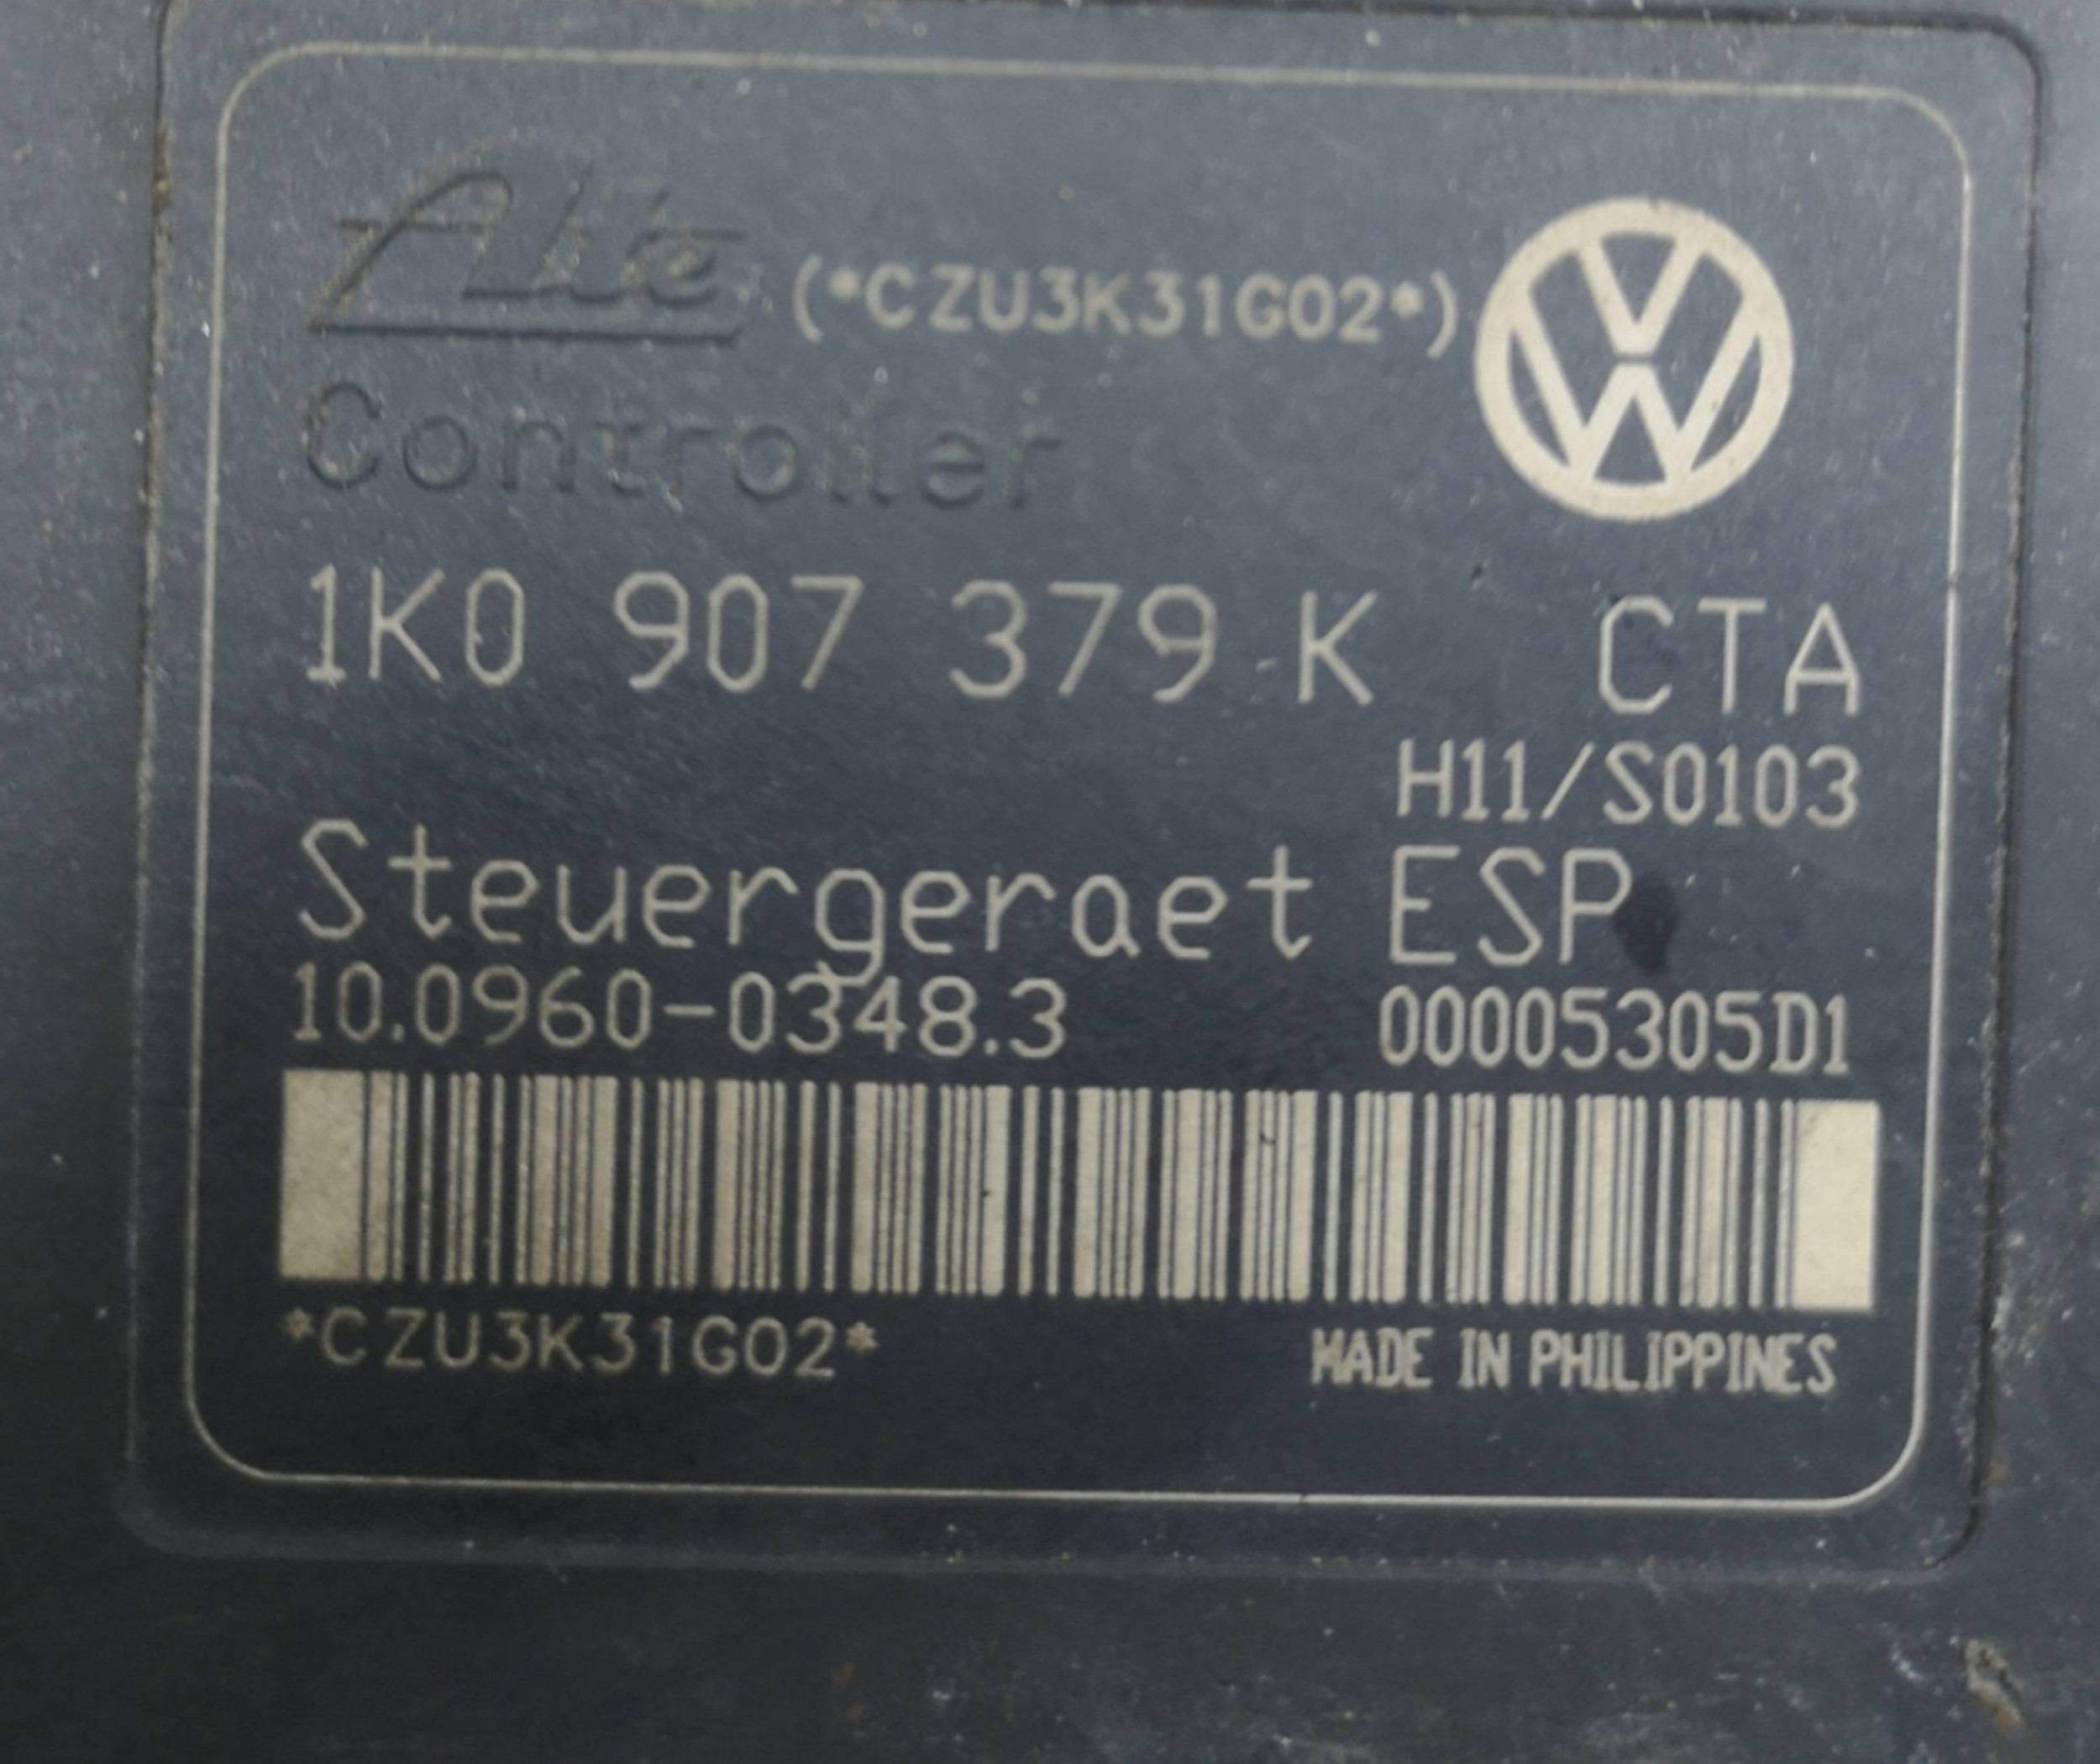 Ate (*CZU3K31G02*)
Controller
1K0 907 379 K CTA
H11/S0103
Steuergeraet ESP
10.0960-0348.3 00005305D1
*CZU3K31G02* MADE IN PHILIPPINES